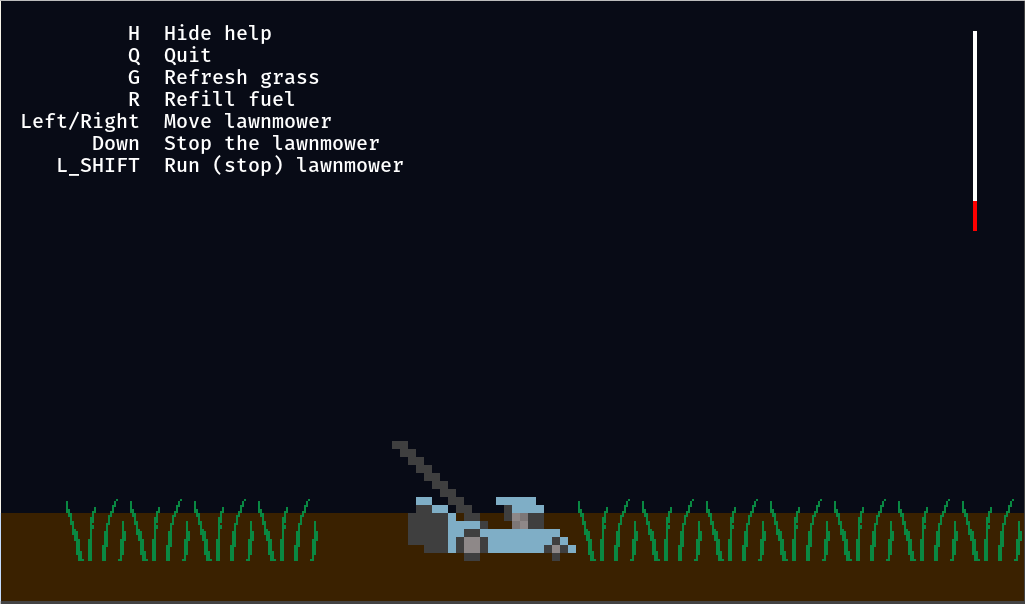 H Hide help
Q Quit
G Refresh grass
R Refill fuel
Left/Right Move lawnmower
Down Stop the lawnmower
L_SHIFT Run (stop) lawnmower